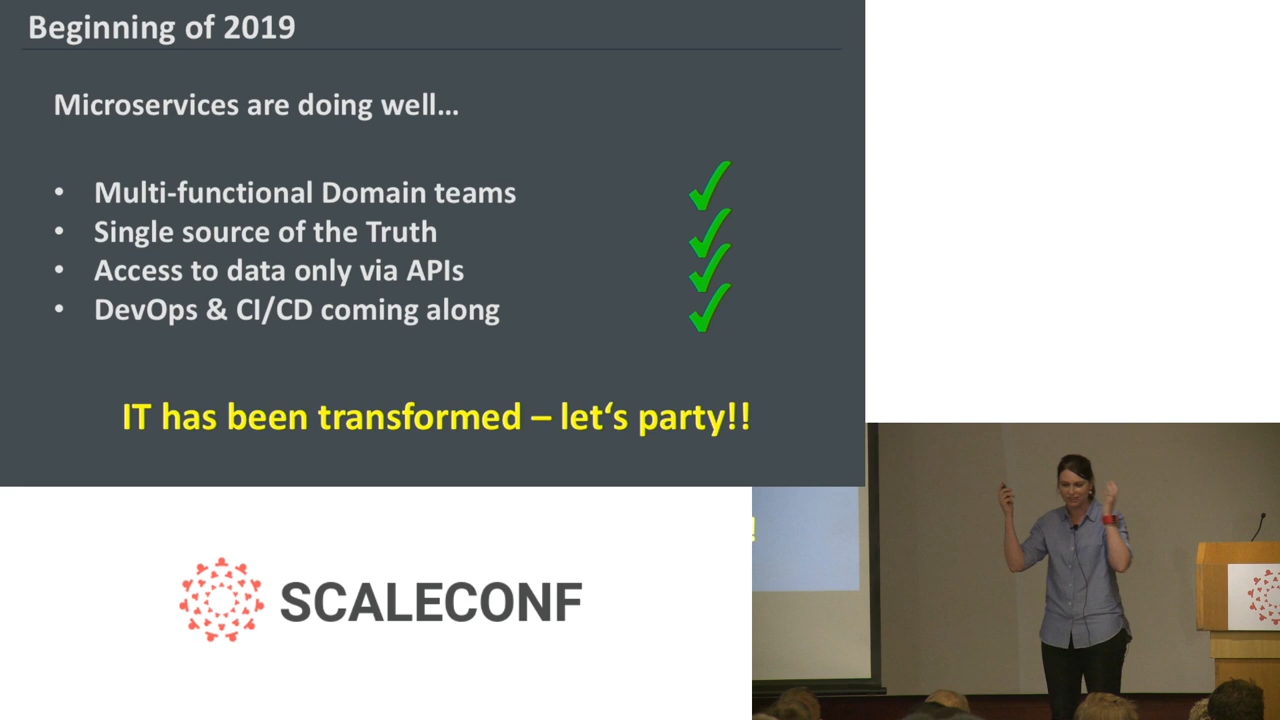 Beginning of 2019
Microservices are doing well…
• Multi-functional Domain teams
• Single source of the Truth
• Access to data only via APIs
• DevOps & CI/CD coming along
IT has been transformed – let‘s party!!
!
SCALECONF